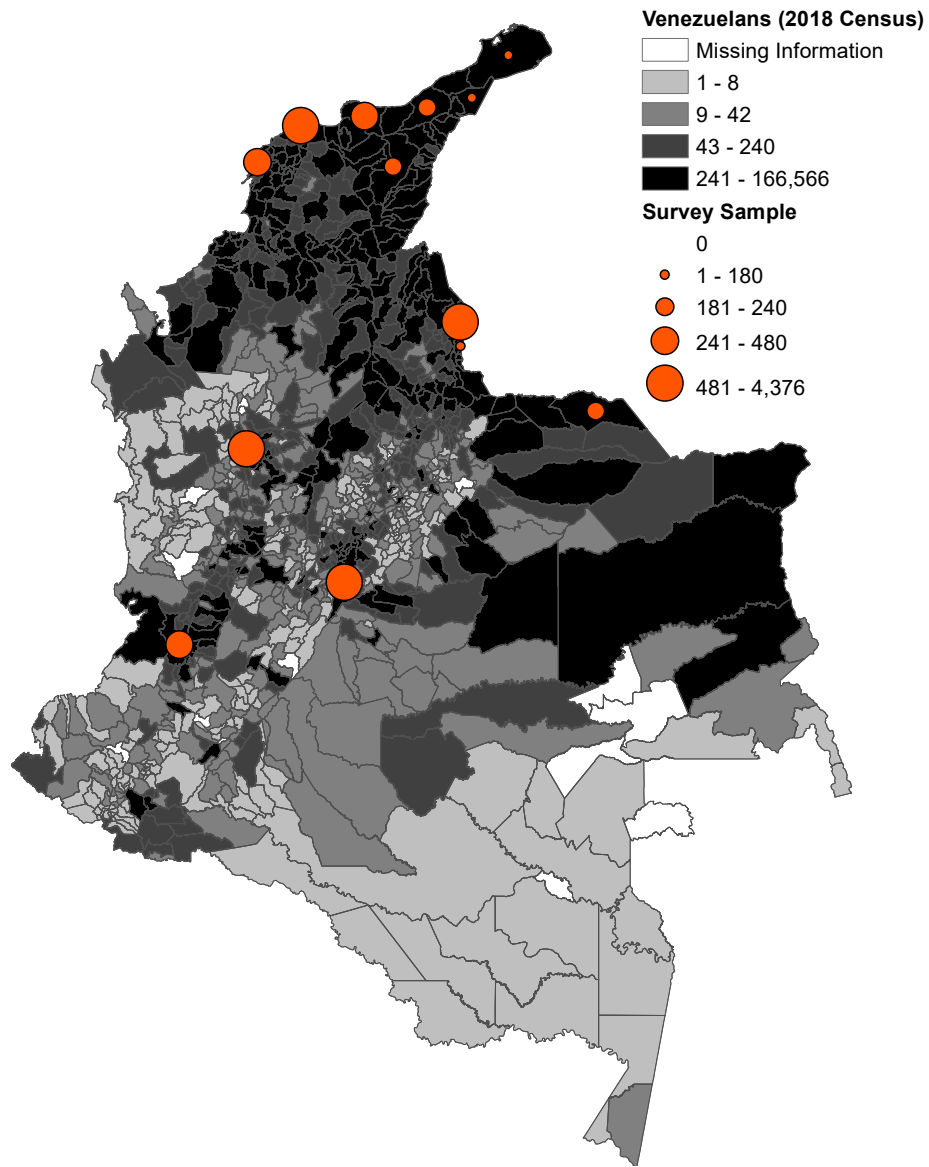 Venezuelans (2018 Census)
Missing Information
1 - 8
9 - 42
43 - 240
241 - 166,566
Survey Sample
0
1 - 180
181 - 240
241 - 480
481 - 4,376